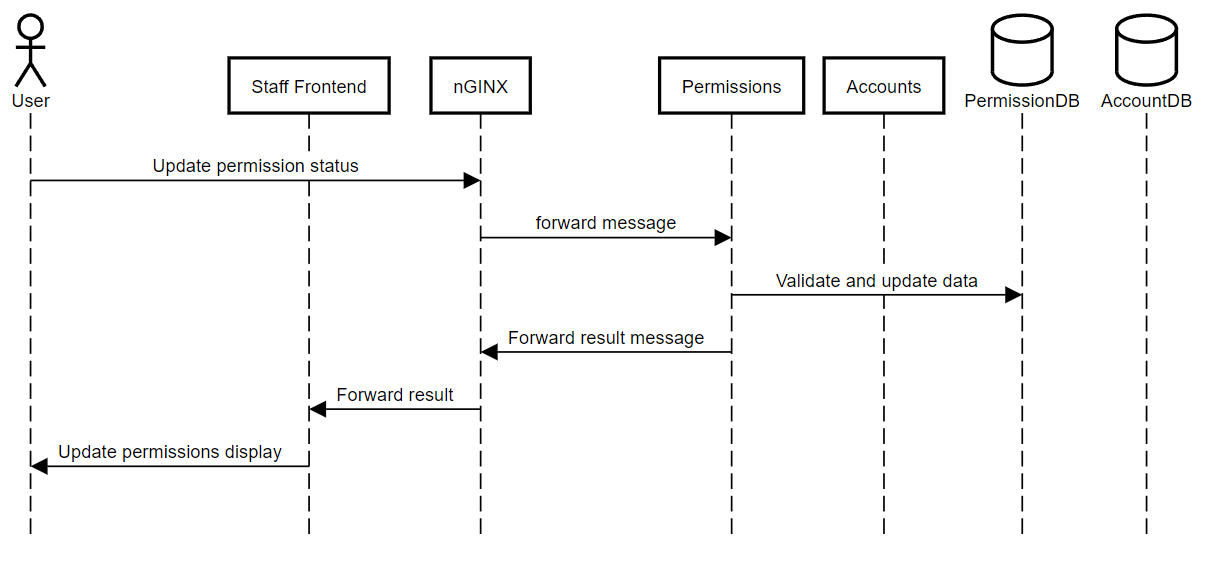 User
Staff Frontend
nGINX
Permissions
Accounts
PermissionDB
AccountDB
Update permission status
forward message
Validate and update data
Forward result message
Forward result
Update permissions display